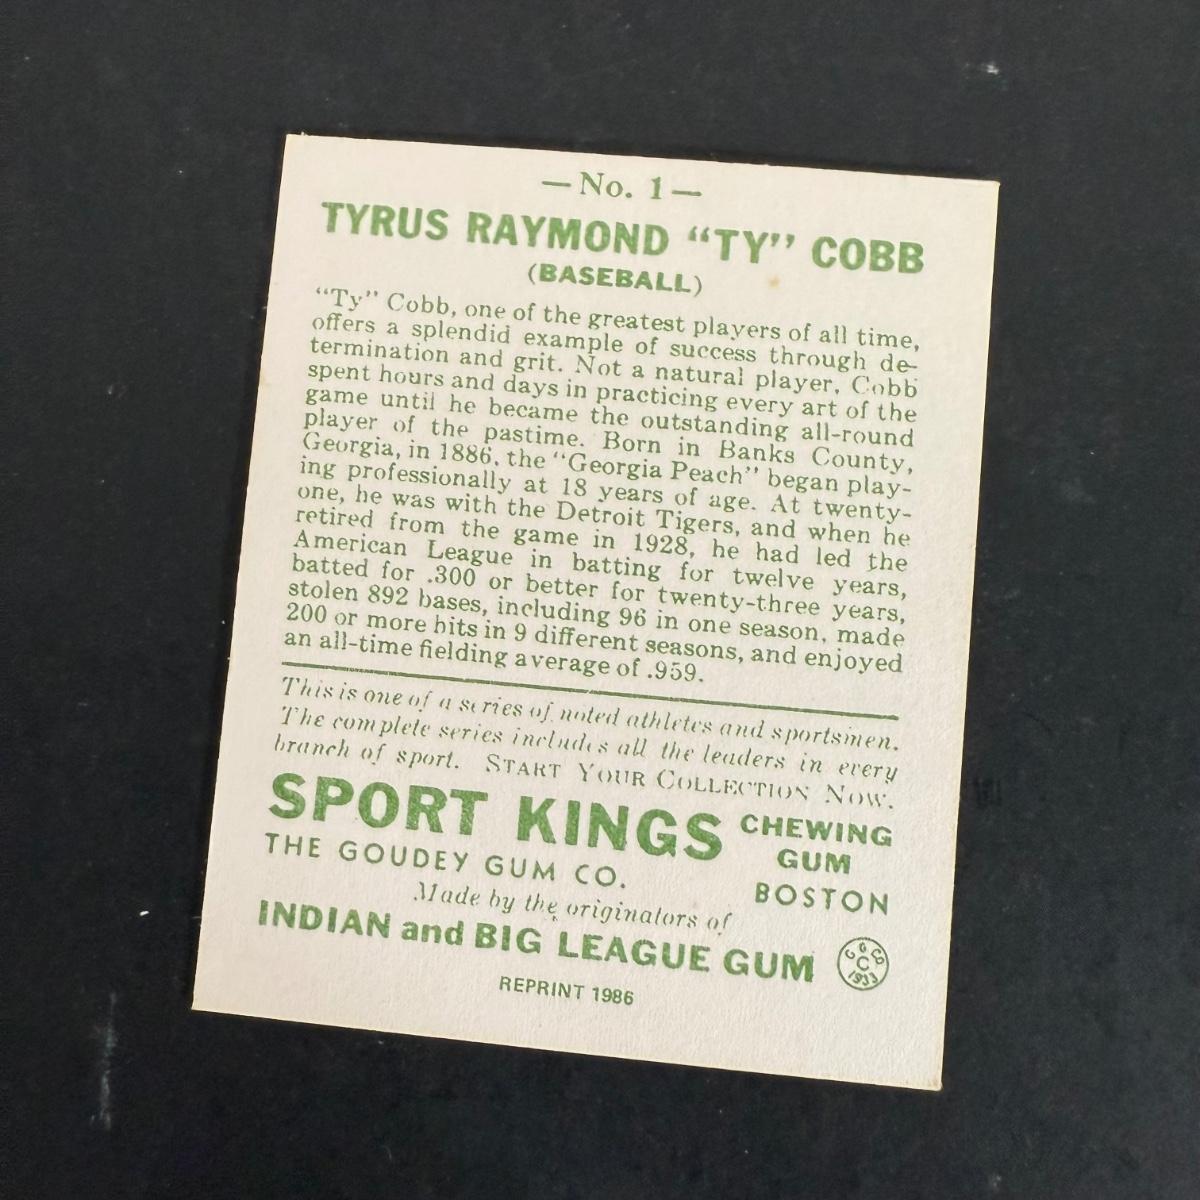 — No. 1 —
TYRUS RAYMOND “TY” COBB
(BASEBALL)
“Ty” Cobb, one of the greatest players of all time,
offers a splendid example of success through de-
termination and grit. Not a natural player, Cobb
spent hours and days in practicing every art of the
game until he became the outstanding all-round
player of the pastime. Born in Banks County,
Georgia, in 1886, the “Georgia Peach” began play-
ing professionally at 18 years of age. At twenty-
one, he was with the Detroit Tigers, and when he
retired from the game in 1928, he had led the
American League in batting for twelve years,
batted for .300 or better for twenty-three years,
stolen 892 bases, including 96 in one season, made
200 or more hits in 9 different seasons, and enjoyed
an all-time fielding average of .959.
This is one of a series of noted athletes and sportsmen.
The complete series includes all the leaders in every
branch of sport. START YOUR COLLECTION NOW.
SPORT KINGS CHEWING
GUM
THE GOUDEY GUM CO. BOSTON
Made by the originators of
INDIAN and BIG LEAGUE GUM
G G CO
C
1933
REPRINT 1986